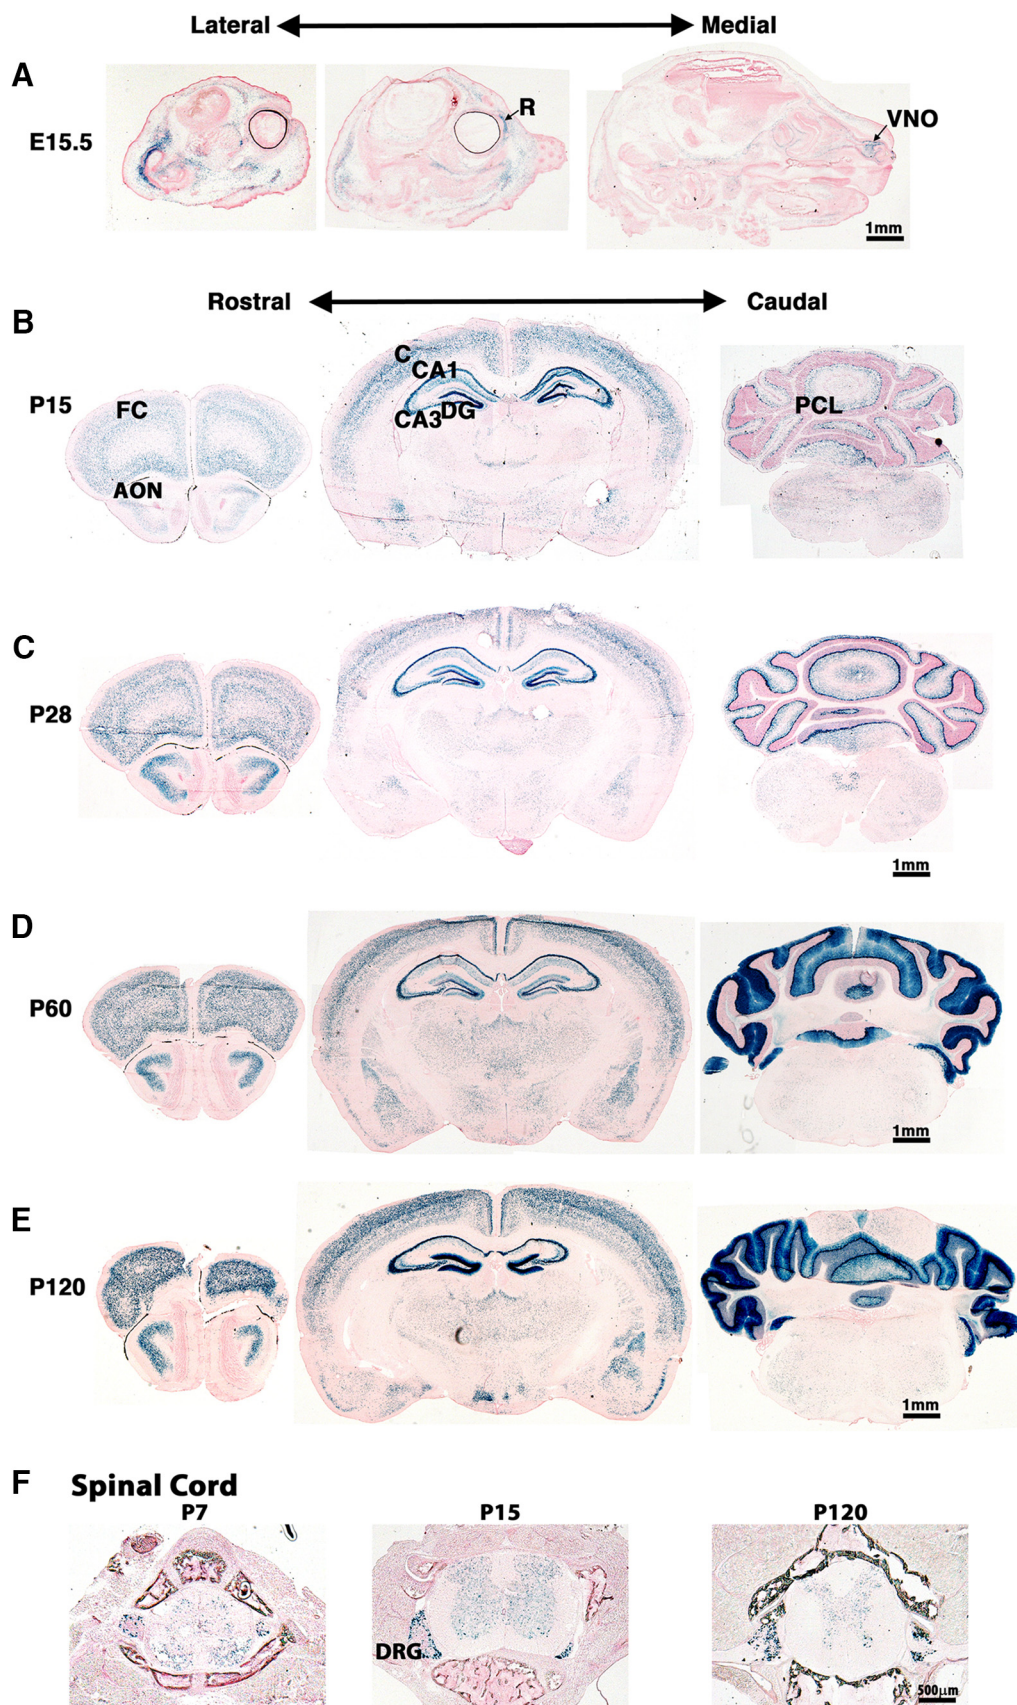 Lateral Medial
A
E15.5
R
VNO
1mm
Rostral Caudal
B
P15
FC
AON
C
CA1
CA3
DG
PCL
C
P28
1mm
D
P60
1mm
E
P120
1mm
F
Spinal Cord
P7 P15 P120
DRG
500µm